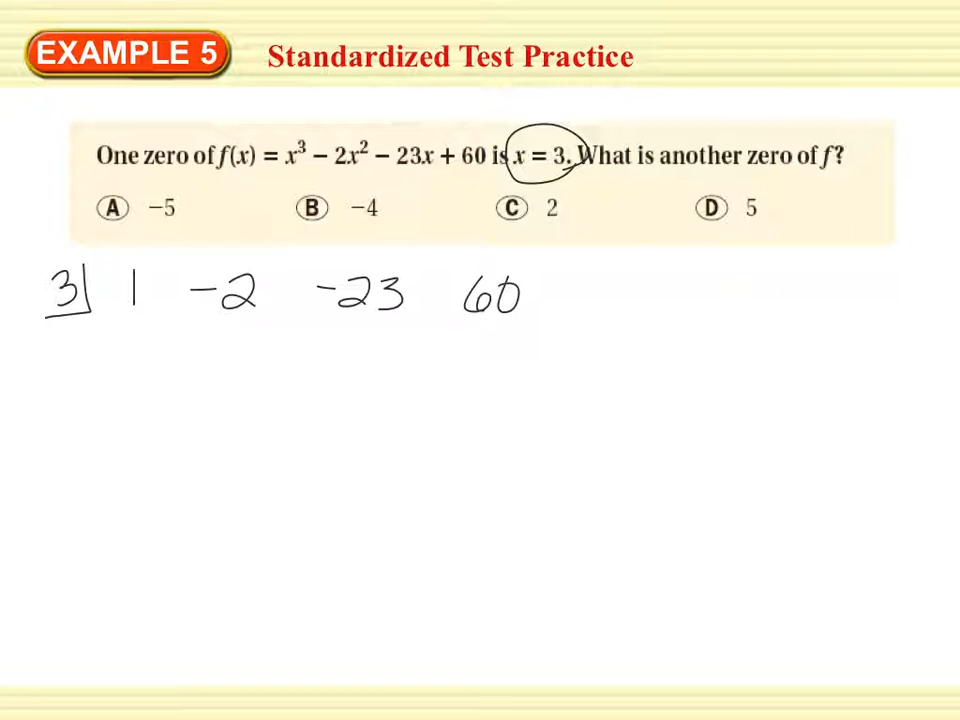 EXAMPLE 5 Standardized Test Practice
One zero of f(x) = x³ − 2x² − 23x + 60 is x = 3. What is another zero of f?
A −5 B −4 C 2 D 5
3| 1 -2 -23 60